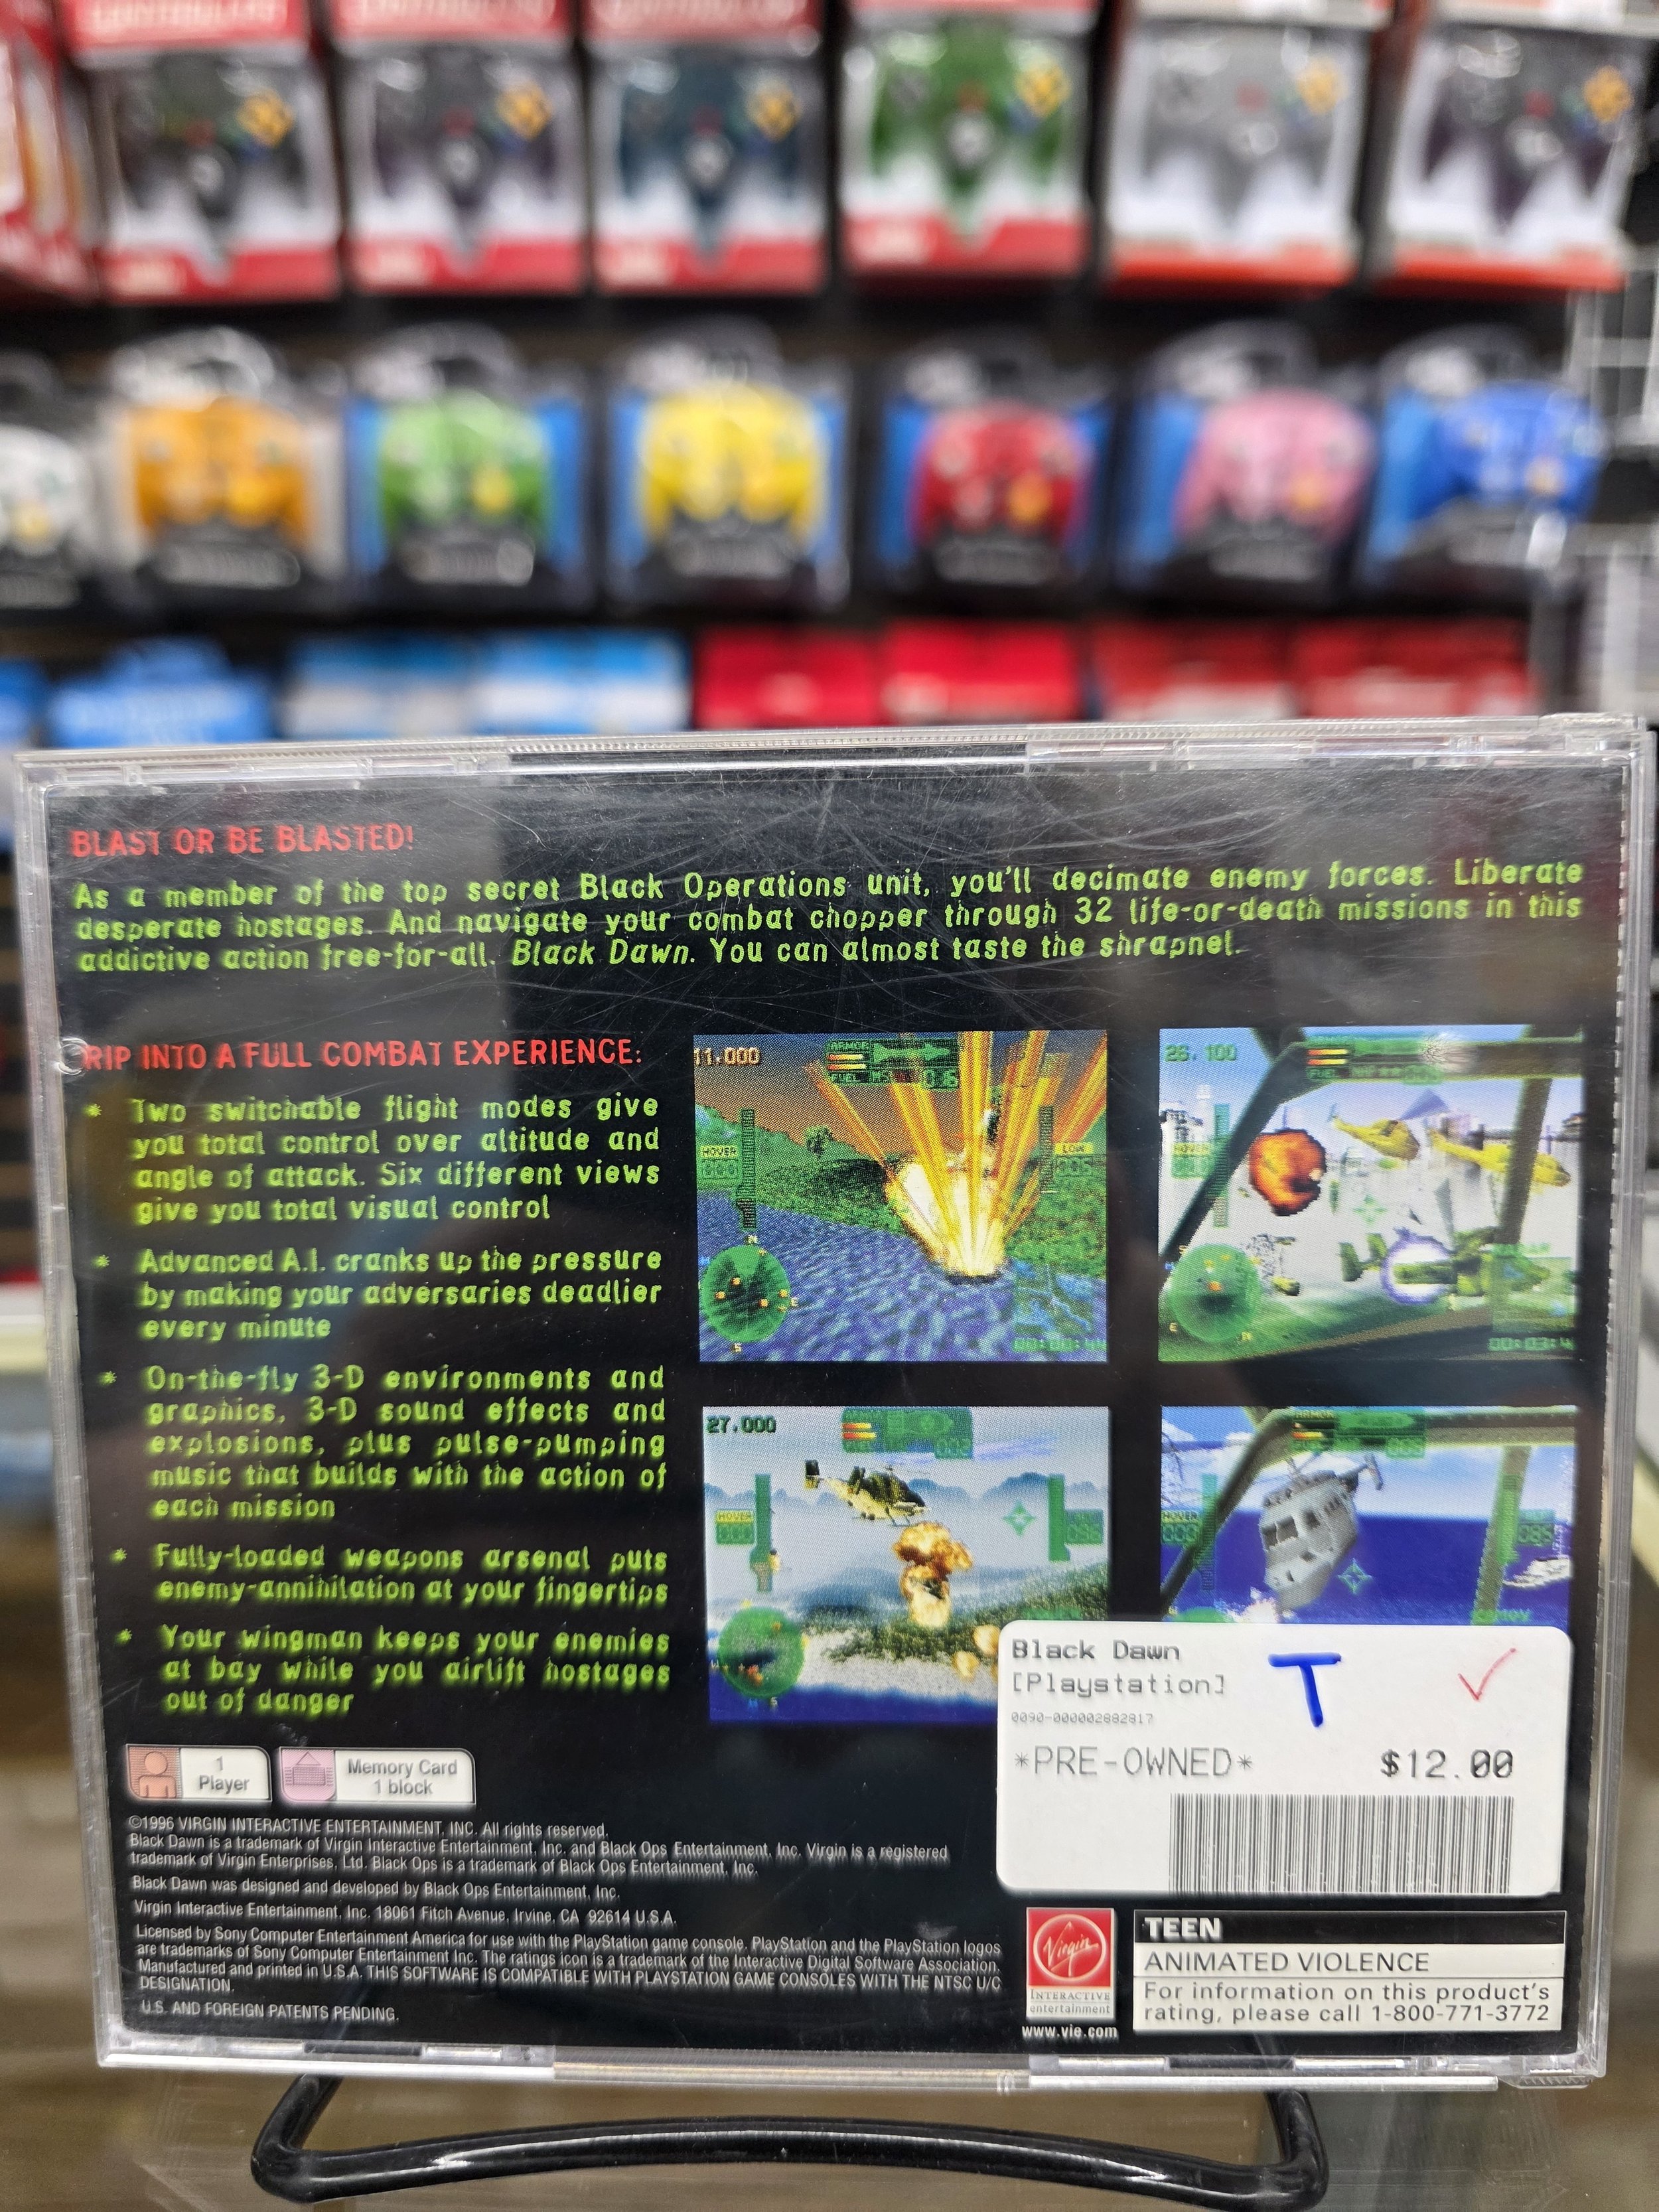 BLAST OR BE BLASTED!
As a member of the top secret Black Operations unit, you'll decimate enemy forces. Liberate
desperate hostages. And navigate your combat chopper through 32 life-or-death missions in this
addictive action free-for-all. Black Dawn. You can almost taste the shrapnel.
RIP INTO A FULL COMBAT EXPERIENCE:
* Two switchable flight modes give
you total control over altitude and
angle of attack. Six different views
give you total visual control
* Advanced A.I. cranks up the pressure
by making your adversaries deadlier
every minute
* On-the-fly 3-D environments and
graphics, 3-D sound effects and
explosions, plus pulse-pumping
music that builds with the action of
each mission
* Fully-loaded weapons arsenal puts
enemy-annihilation at your fingertips
* Your wingman keeps your enemies
at bay while you airlift hostages
out of danger
11.000
ARMOR
FUEL
016
HOVER
000
LOW
N
E
S
26.100
FUEL
HOVER
27.000
HOVER
ARMOR
HOVER
Black Dawn
[Playstation]
0090-000002882817
*PRE-OWNED*
$12.00
T
1
Player
Memory Card
1 block
©1996 VIRGIN INTERACTIVE ENTERTAINMENT, INC. All rights reserved.
Black Dawn is a trademark of Virgin Interactive Entertainment, Inc. and Black Ops Entertainment, Inc. Virgin is a registered
trademark of Virgin Enterprises, Ltd. Black Ops is a trademark of Black Ops Entertainment, Inc.
Black Dawn was designed and developed by Black Ops Entertainment, Inc.
Virgin Interactive Entertainment, Inc. 18061 Fitch Avenue, Irvine, CA 92614 U.S.A.
Licensed by Sony Computer Entertainment America for use with the PlayStation game console. PlayStation and the PlayStation logos
are trademarks of Sony Computer Entertainment Inc. The ratings icon is a trademark of the Interactive Digital Software Association.
Manufactured and printed in U.S.A. THIS SOFTWARE IS COMPATIBLE WITH PLAYSTATION GAME CONSOLES WITH THE NTSC U/C
DESIGNATION.
U.S. AND FOREIGN PATENTS PENDING.
Virgin
INTERACTIVE
entertainment
www.vie.com
TEEN
ANIMATED VIOLENCE
For information on this product's
rating, please call 1-800-771-3772